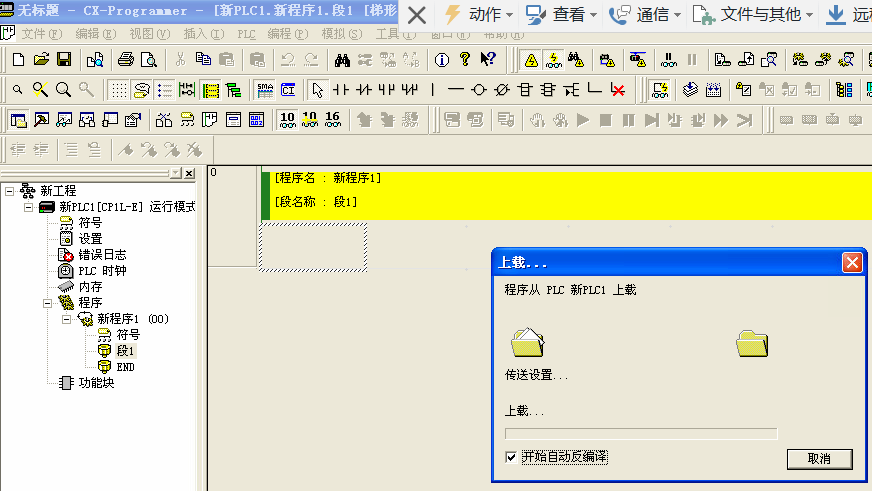 无标题 - CX-Programmer - [新PLC1.新程序1.段1 [梯形
动作 查看 通信 文件与其他 远程
文件(F) 编辑(E) 视图(V) 插入(I) PLC 编程(P) 模拟(S) 工具(T) 窗口(W) 帮助(H)
SMA CI
10 10 16
新工程
新PLC1[CP1L-E] 运行模式
符号
设置
错误日志
PLC 时钟
内存
程序
新程序1 (00)
符号
段1
END
功能块
0
[程序名 : 新程序1]
[段名称 : 段1]
上载...
程序从 PLC 新PLC1 上载
传送设置...
上载...
开始自动反编译
取消